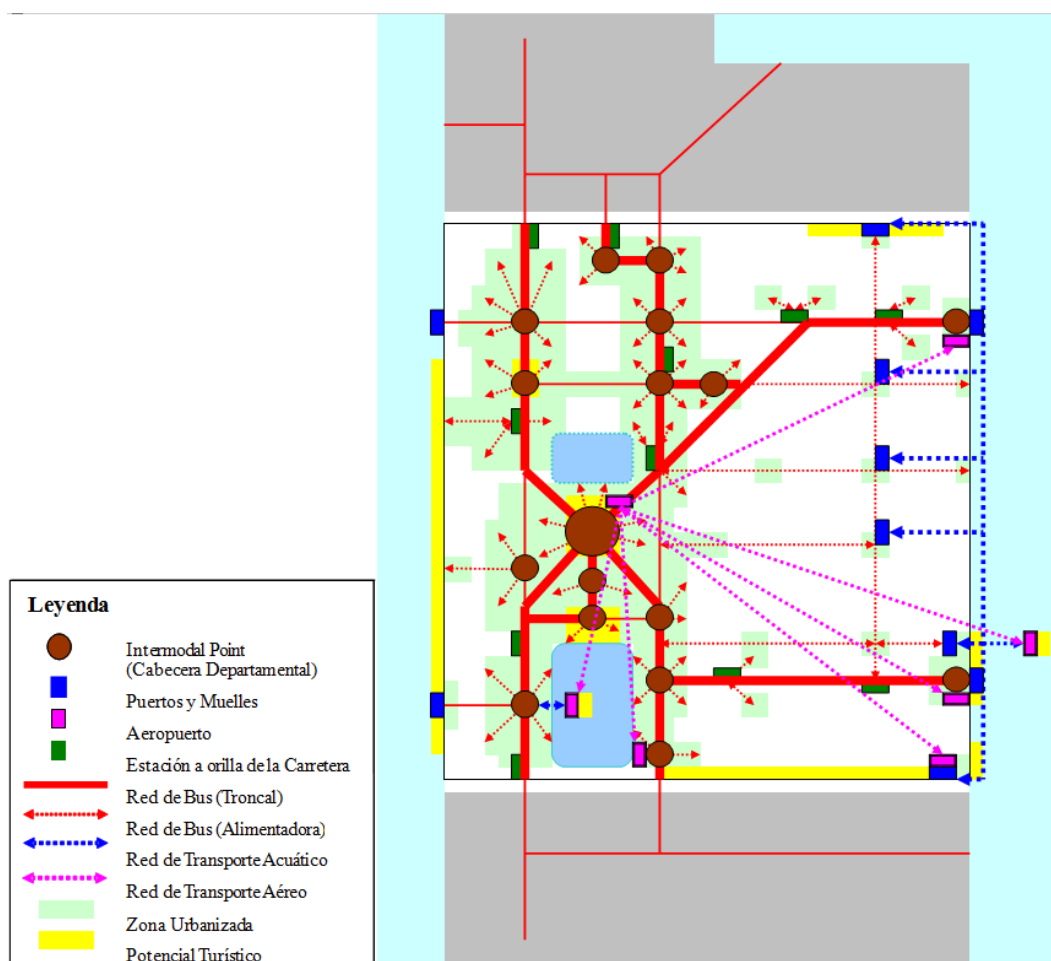 Leyenda
Intermodal Point
(Cabecera Departamental)
Puertos y Muelles
Aeropuerto
Estación a orilla de la Carretera
Red de Bus (Troncal)
Red de Bus (Alimentadora)
Red de Transporte Acuático
Red de Transporte Aéreo
Zona Urbanizada
Potencial Turístico